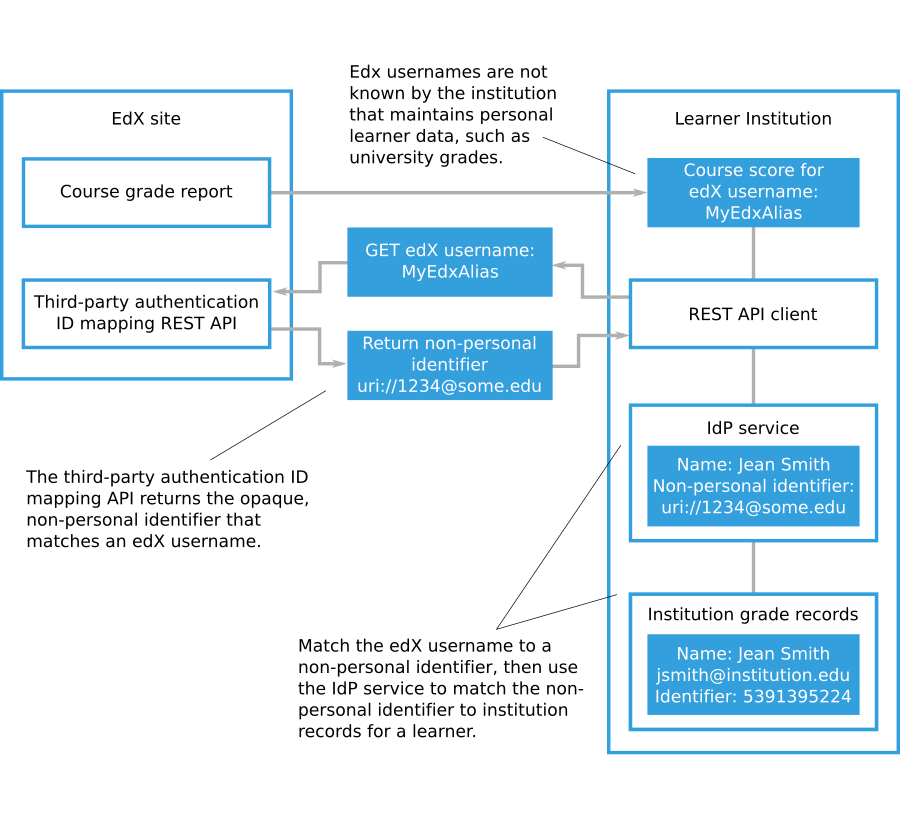 Edx usernames are not
known by the institution
that maintains personal
learner data, such as
university grades.
EdX site
Course grade report
Third-party authentication
ID mapping REST API
GET edX username:
MyEdxAlias
Return non-personal
identifier
uri://1234@some.edu
Learner Institution
Course score for
edX username:
MyEdxAlias
REST API client
IdP service
Name: Jean Smith
Non-personal identifier:
uri://1234@some.edu
Institution grade records
Name: Jean Smith
jsmith@institution.edu
Identifier: 5391395224
The third-party authentication ID
mapping API returns the opaque,
non-personal identifier that
matches an edX username.
Match the edX username to a
non-personal identifier, then use
the IdP service to match the non-
personal identifier to institution
records for a learner.